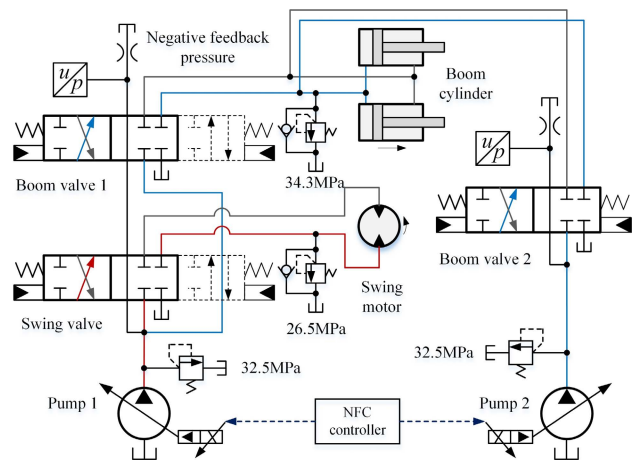 Negative feedback
pressure
u/p
Boom
cylinder
u/p
34.3MPa
Boom valve 1
Boom valve 2
Swing
motor
Swing valve
26.5MPa
32.5MPa
32.5MPa
Pump 1
NFC
controller
Pump 2